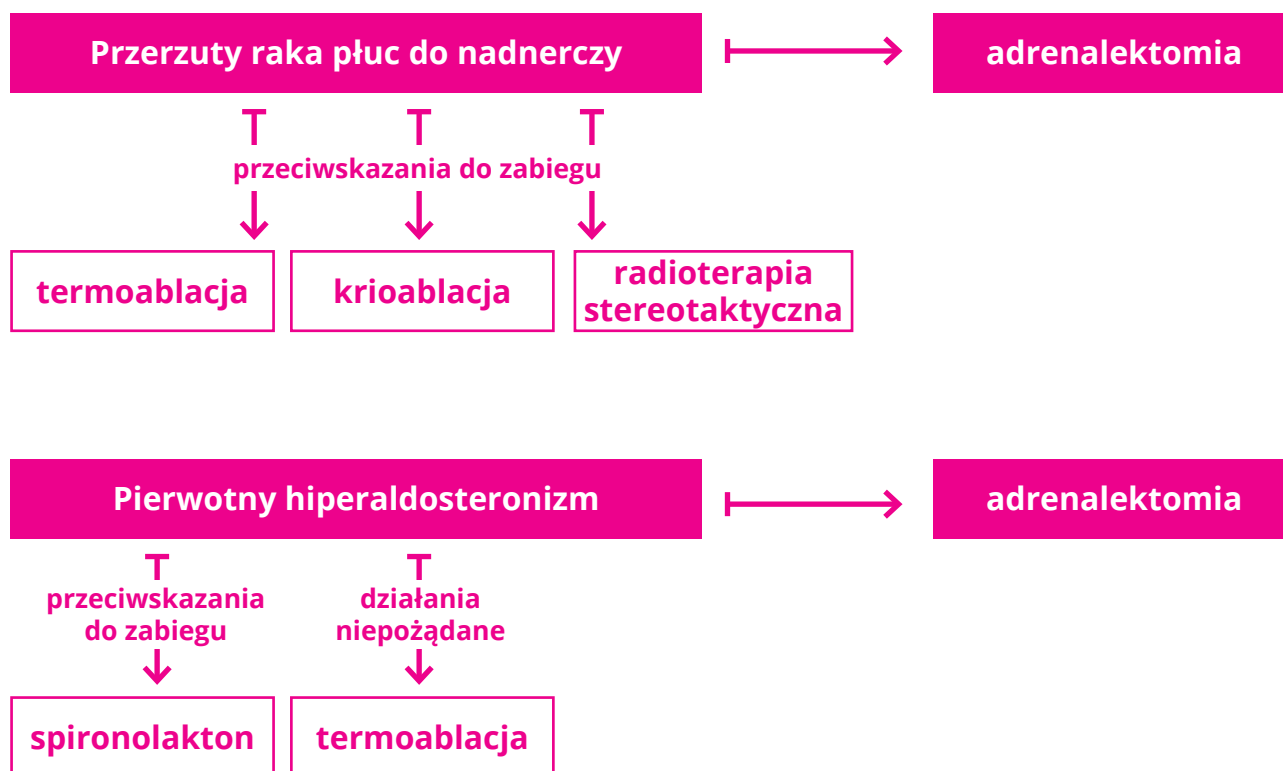 Przerzuty raka płuc do nadnerczy
adrenalektomia
przeciwskazania do zabiegu
termoablacja
krioablacja
radioterapia
stereotaktyczna
Pierwotny hiperaldosteronizm
adrenalektomia
przeciwskazania
do zabiegu
działania
niepożądane
spironolakton
termoablacja